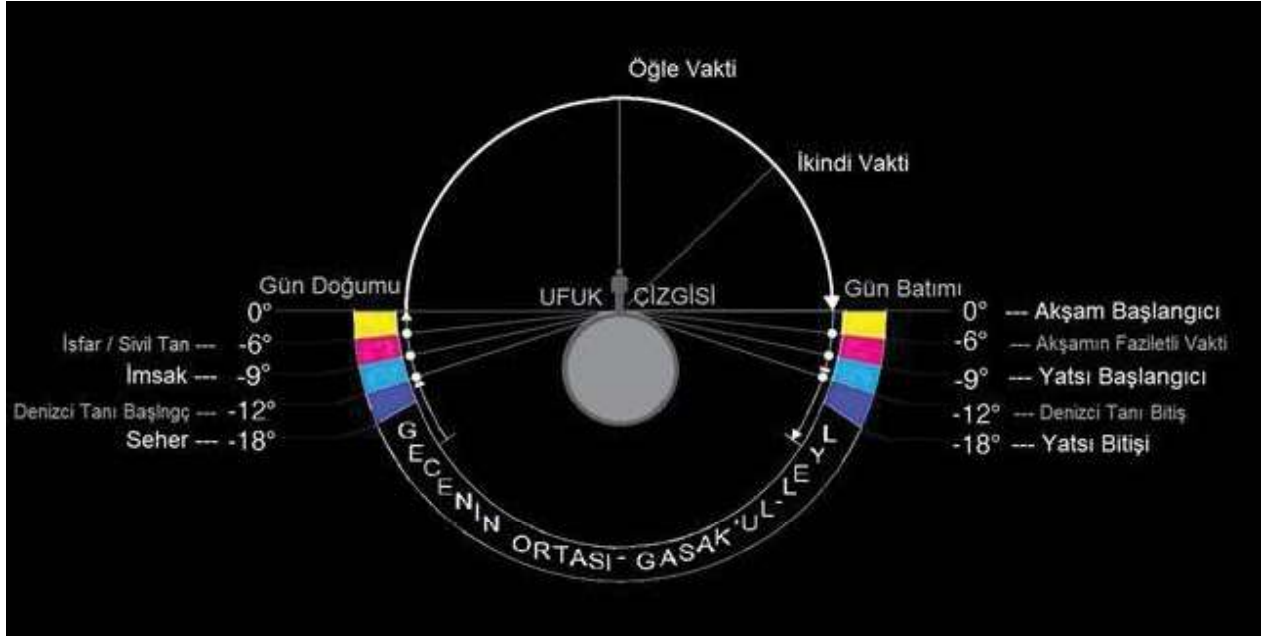 Öğle Vakti
İkindi Vakti
Gün Doğumu
UFUK ÇİZGİSİ
Gün Batımı
0°
İsfar / Sivil Tan --- -6°
İmsak --- -9°
Denizci Tanı Başlngç --- -12°
Seher --- -18°
0° --- Akşam Başlangıcı
-6° --- Akşamın Faziletli Vakti
-9° --- Yatsı Başlangıcı
-12° --- Denizci Tanı Bitiş
-18° --- Yatsı Bitişi
GECENİN ORTASI - GASAK'UL-LEYL